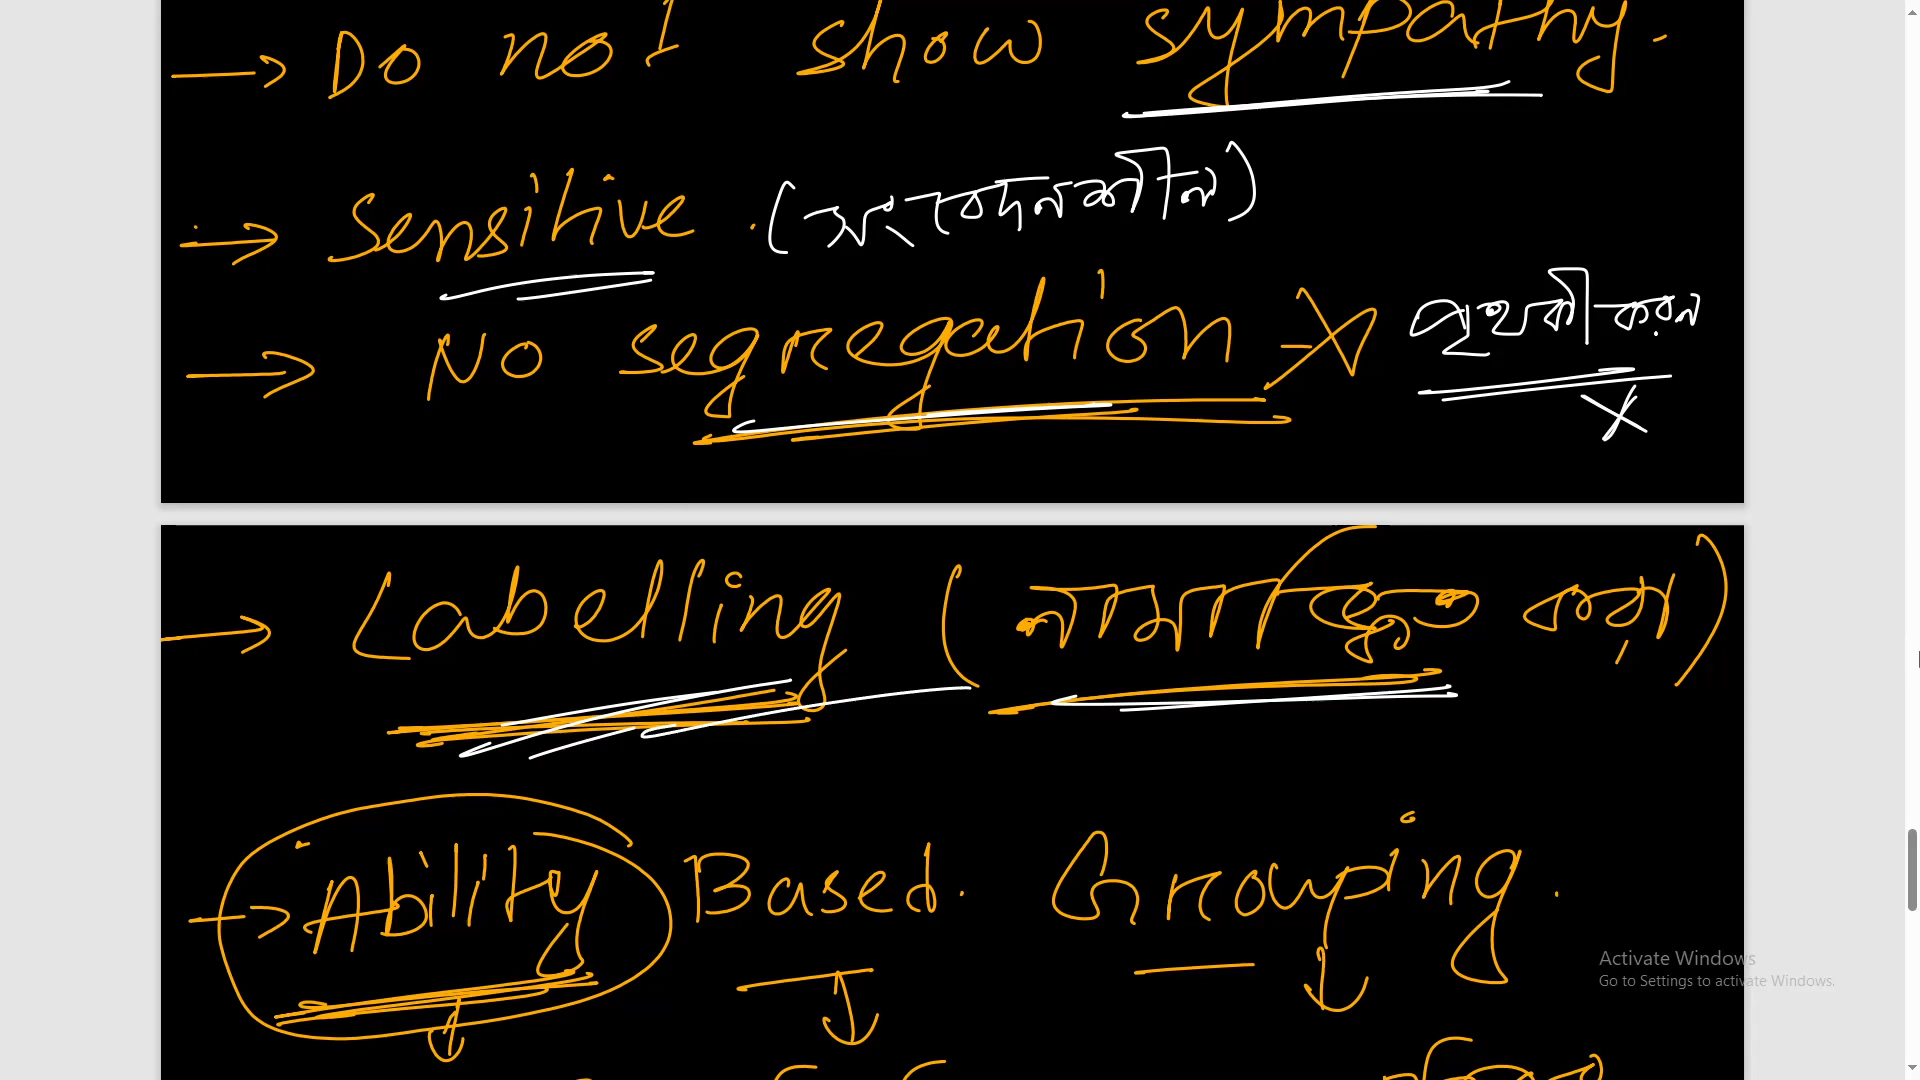 → Do not show sympathy.
→ Sensitive. (সংবেদনশীল)
→ No segregation -X পৃথকীকরন X
→ Labelling (নামাঙ্কিত করা)
→ Ability Based. Grouping.
Activate Windows
Go to Settings to activate Windows.